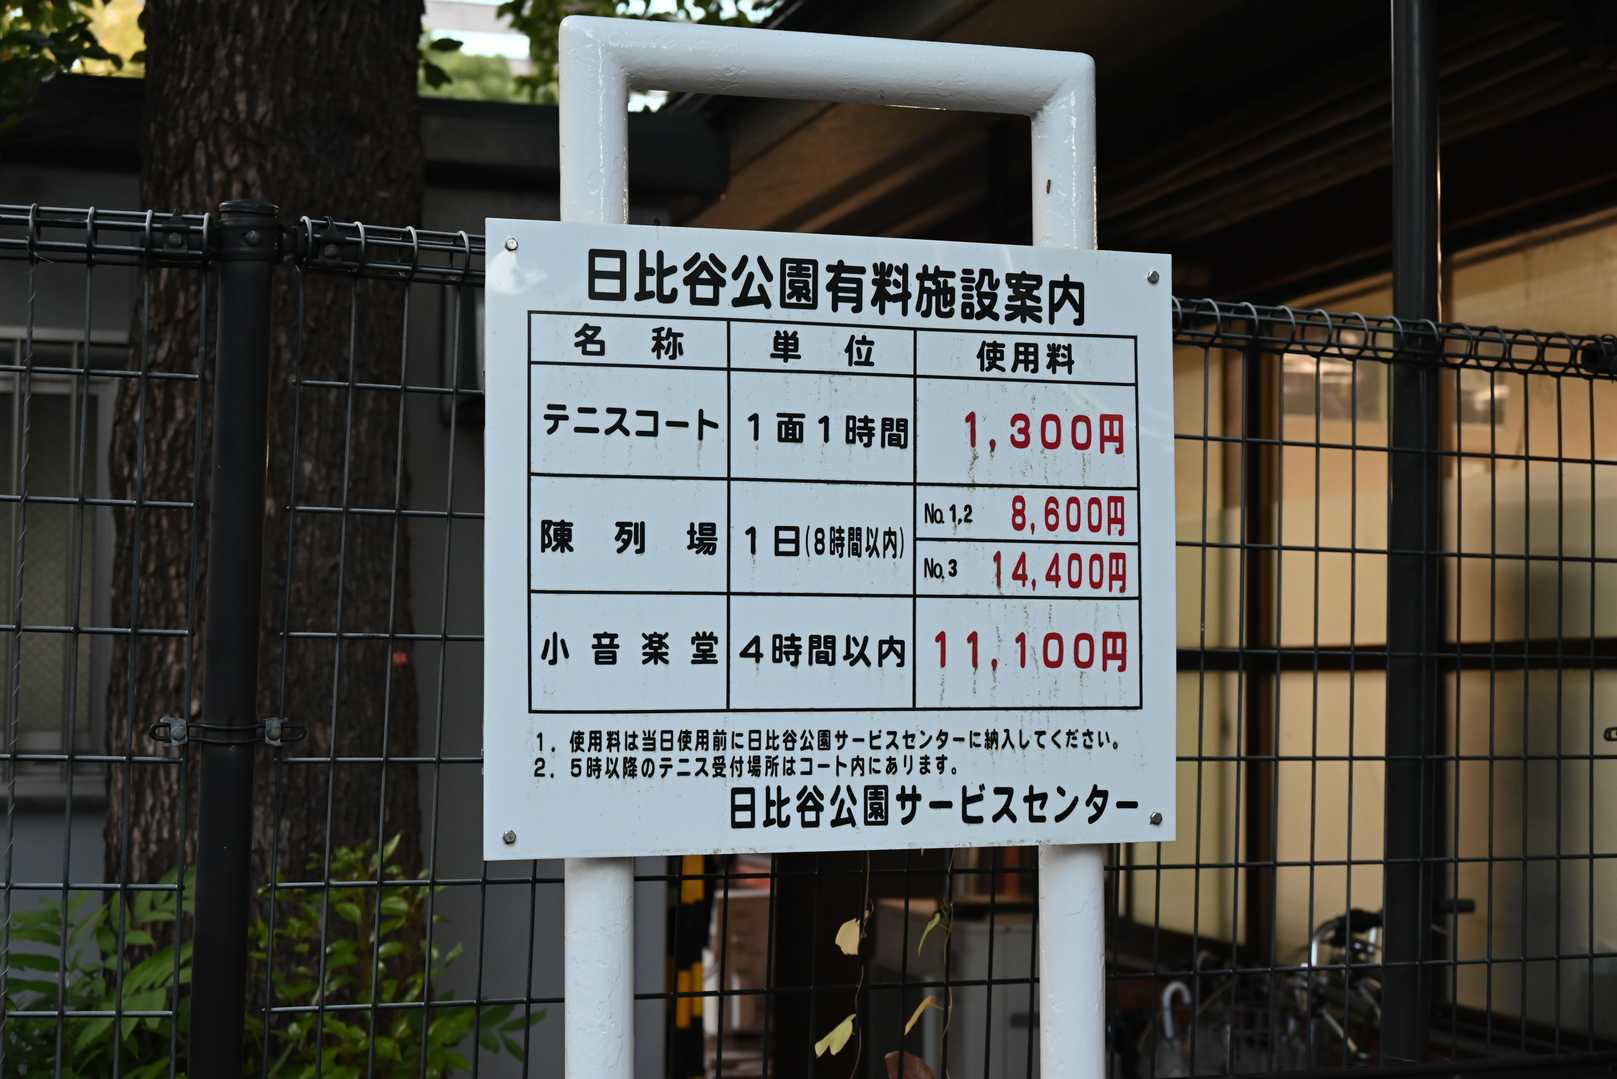 日比谷公園有料施設案内
名称 単位 使用料
テニスコート 1面1時間 1,300円
陳列場 1日(8時間以内) No.1,2 8,600円
No.3 14,400円
小音楽堂 4時間以内 11,100円
1. 使用料は当日使用前に日比谷公園サービスセンターに納入してください。
2. 5時以降のテニス受付場所はコート内にあります。
日比谷公園サービスセンター